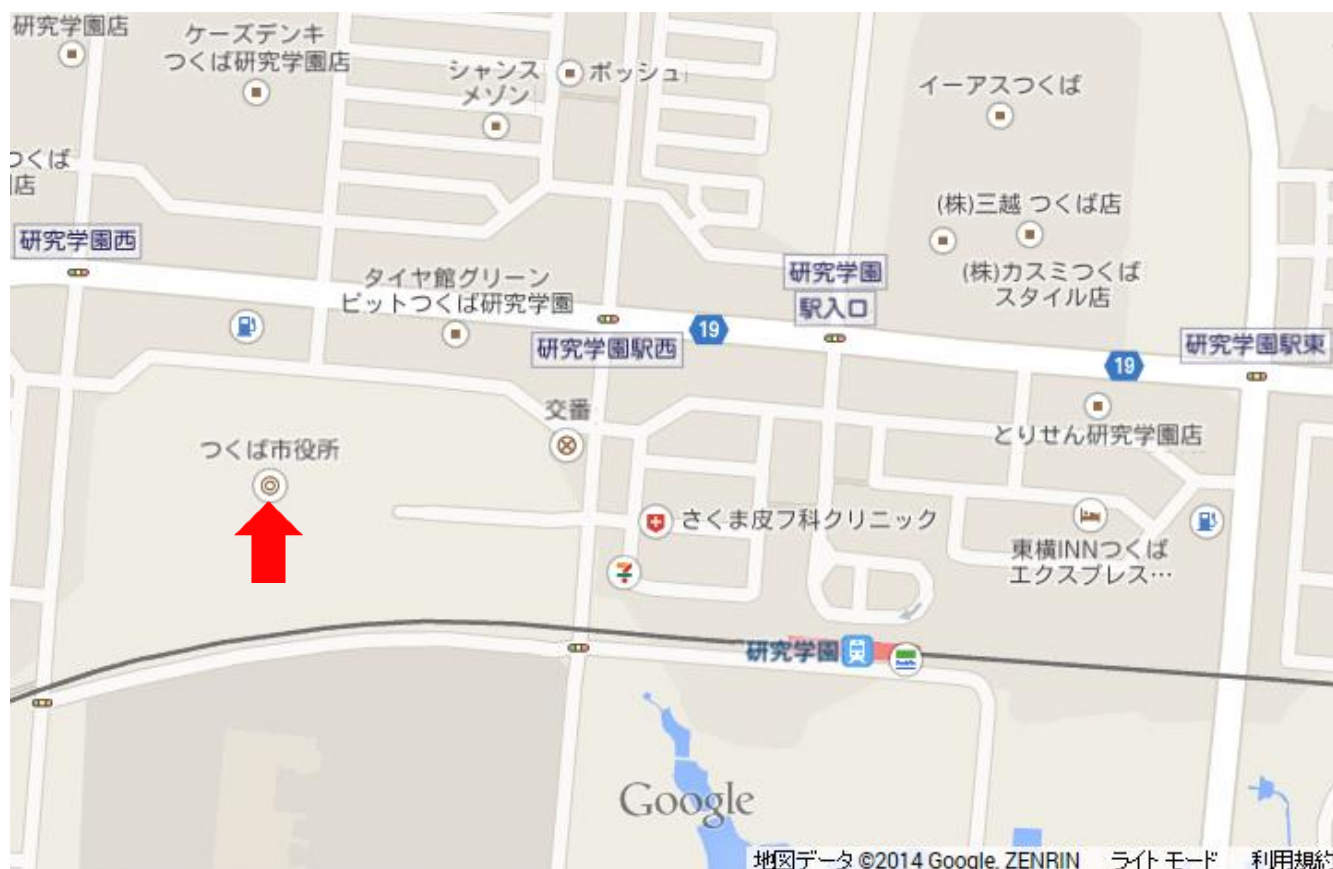 研究学園店
ケーズデンキ
つくば研究学園店
シャンス
メゾン
ボッシュ
イーアスつくば
つくば
店
(株)三越 つくば店
(株)カスミつくば
スタイル店
研究学園西
タイヤ館グリーン
ピットつくば研究学園
研究学園
駅入口
19
研究学園駅西
研究学園駅東
19
交番
とりせん研究学園店
つくば市役所
さくま皮フ科クリニック
東横INNつくば
エクスプレス…
7
研究学園
Google
地図データ ©2014 Google, ZENRIN
ライト モード
利用規約